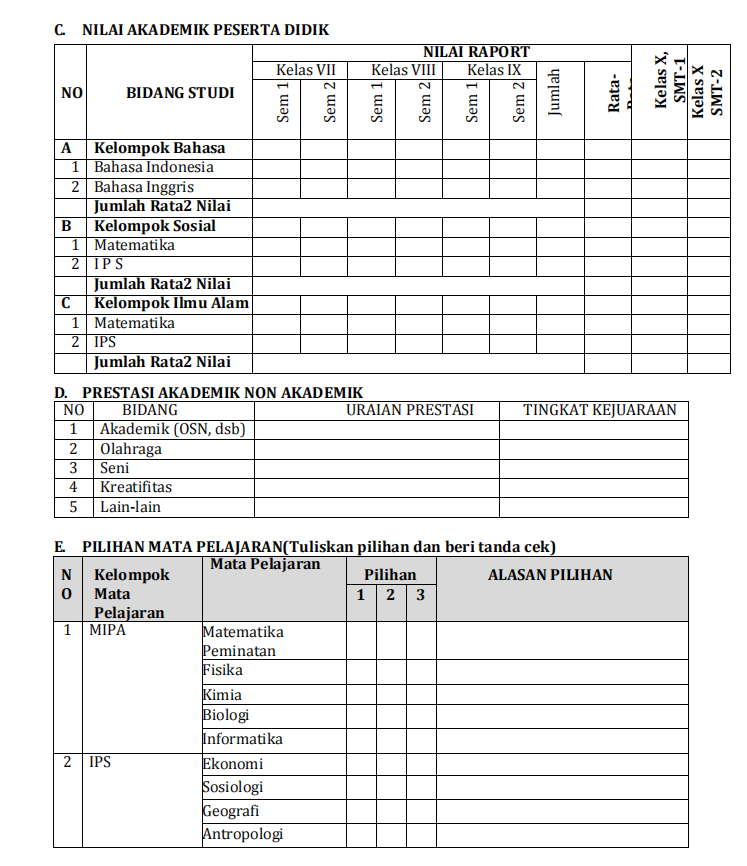 C. NILAI AKADEMIK PESERTA DIDIK
NO BIDANG STUDI NILAI RAPORT Kelas X, SMT-1 Kelas X SMT-2
Kelas VII Kelas VIII Kelas IX Jumlah Rata-
Sem 1 Sem 2 Sem 1 Sem 2 Sem 1 Sem 2
A Kelompok Bahasa
1 Bahasa Indonesia
2 Bahasa Inggris
Jumlah Rata2 Nilai
B Kelompok Sosial
1 Matematika
2 I P S
Jumlah Rata2 Nilai
C Kelompok Ilmu Alam
1 Matematika
2 IPS
Jumlah Rata2 Nilai
D. PRESTASI AKADEMIK NON AKADEMIK
NO BIDANG URAIAN PRESTASI TINGKAT KEJUARAAN
1 Akademik (OSN, dsb)
2 Olahraga
3 Seni
4 Kreatifitas
5 Lain-lain
E. PILIHAN MATA PELAJARAN(Tuliskan pilihan dan beri tanda cek)
NO Kelompok Mata Pelajaran Mata Pelajaran Pilihan ALASAN PILIHAN
1 2 3
1 MIPA Matematika
Peminatan
Fisika
Kimia
Biologi
Informatika
2 IPS Ekonomi
Sosiologi
Geografi
Antropologi